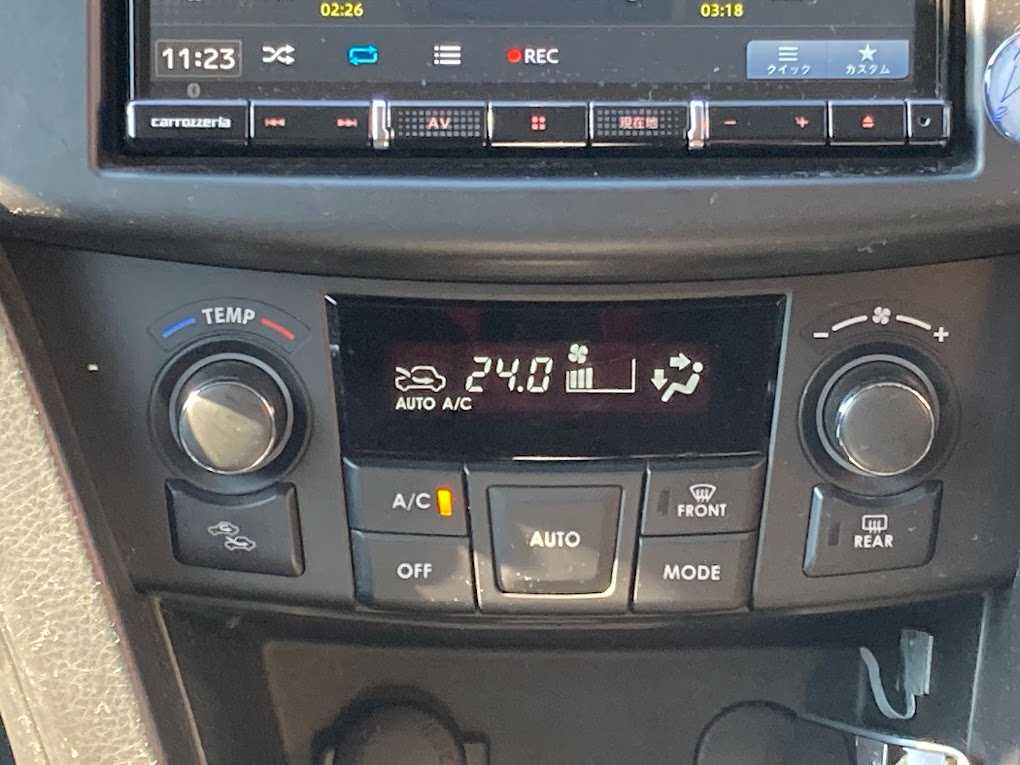 02:26 03:18
11:23 REC クイック カスタム
carrozzeria AV 現在地 − +
TEMP − +
24.0
AUTO A/C
A/C AUTO FRONT REAR
OFF MODE